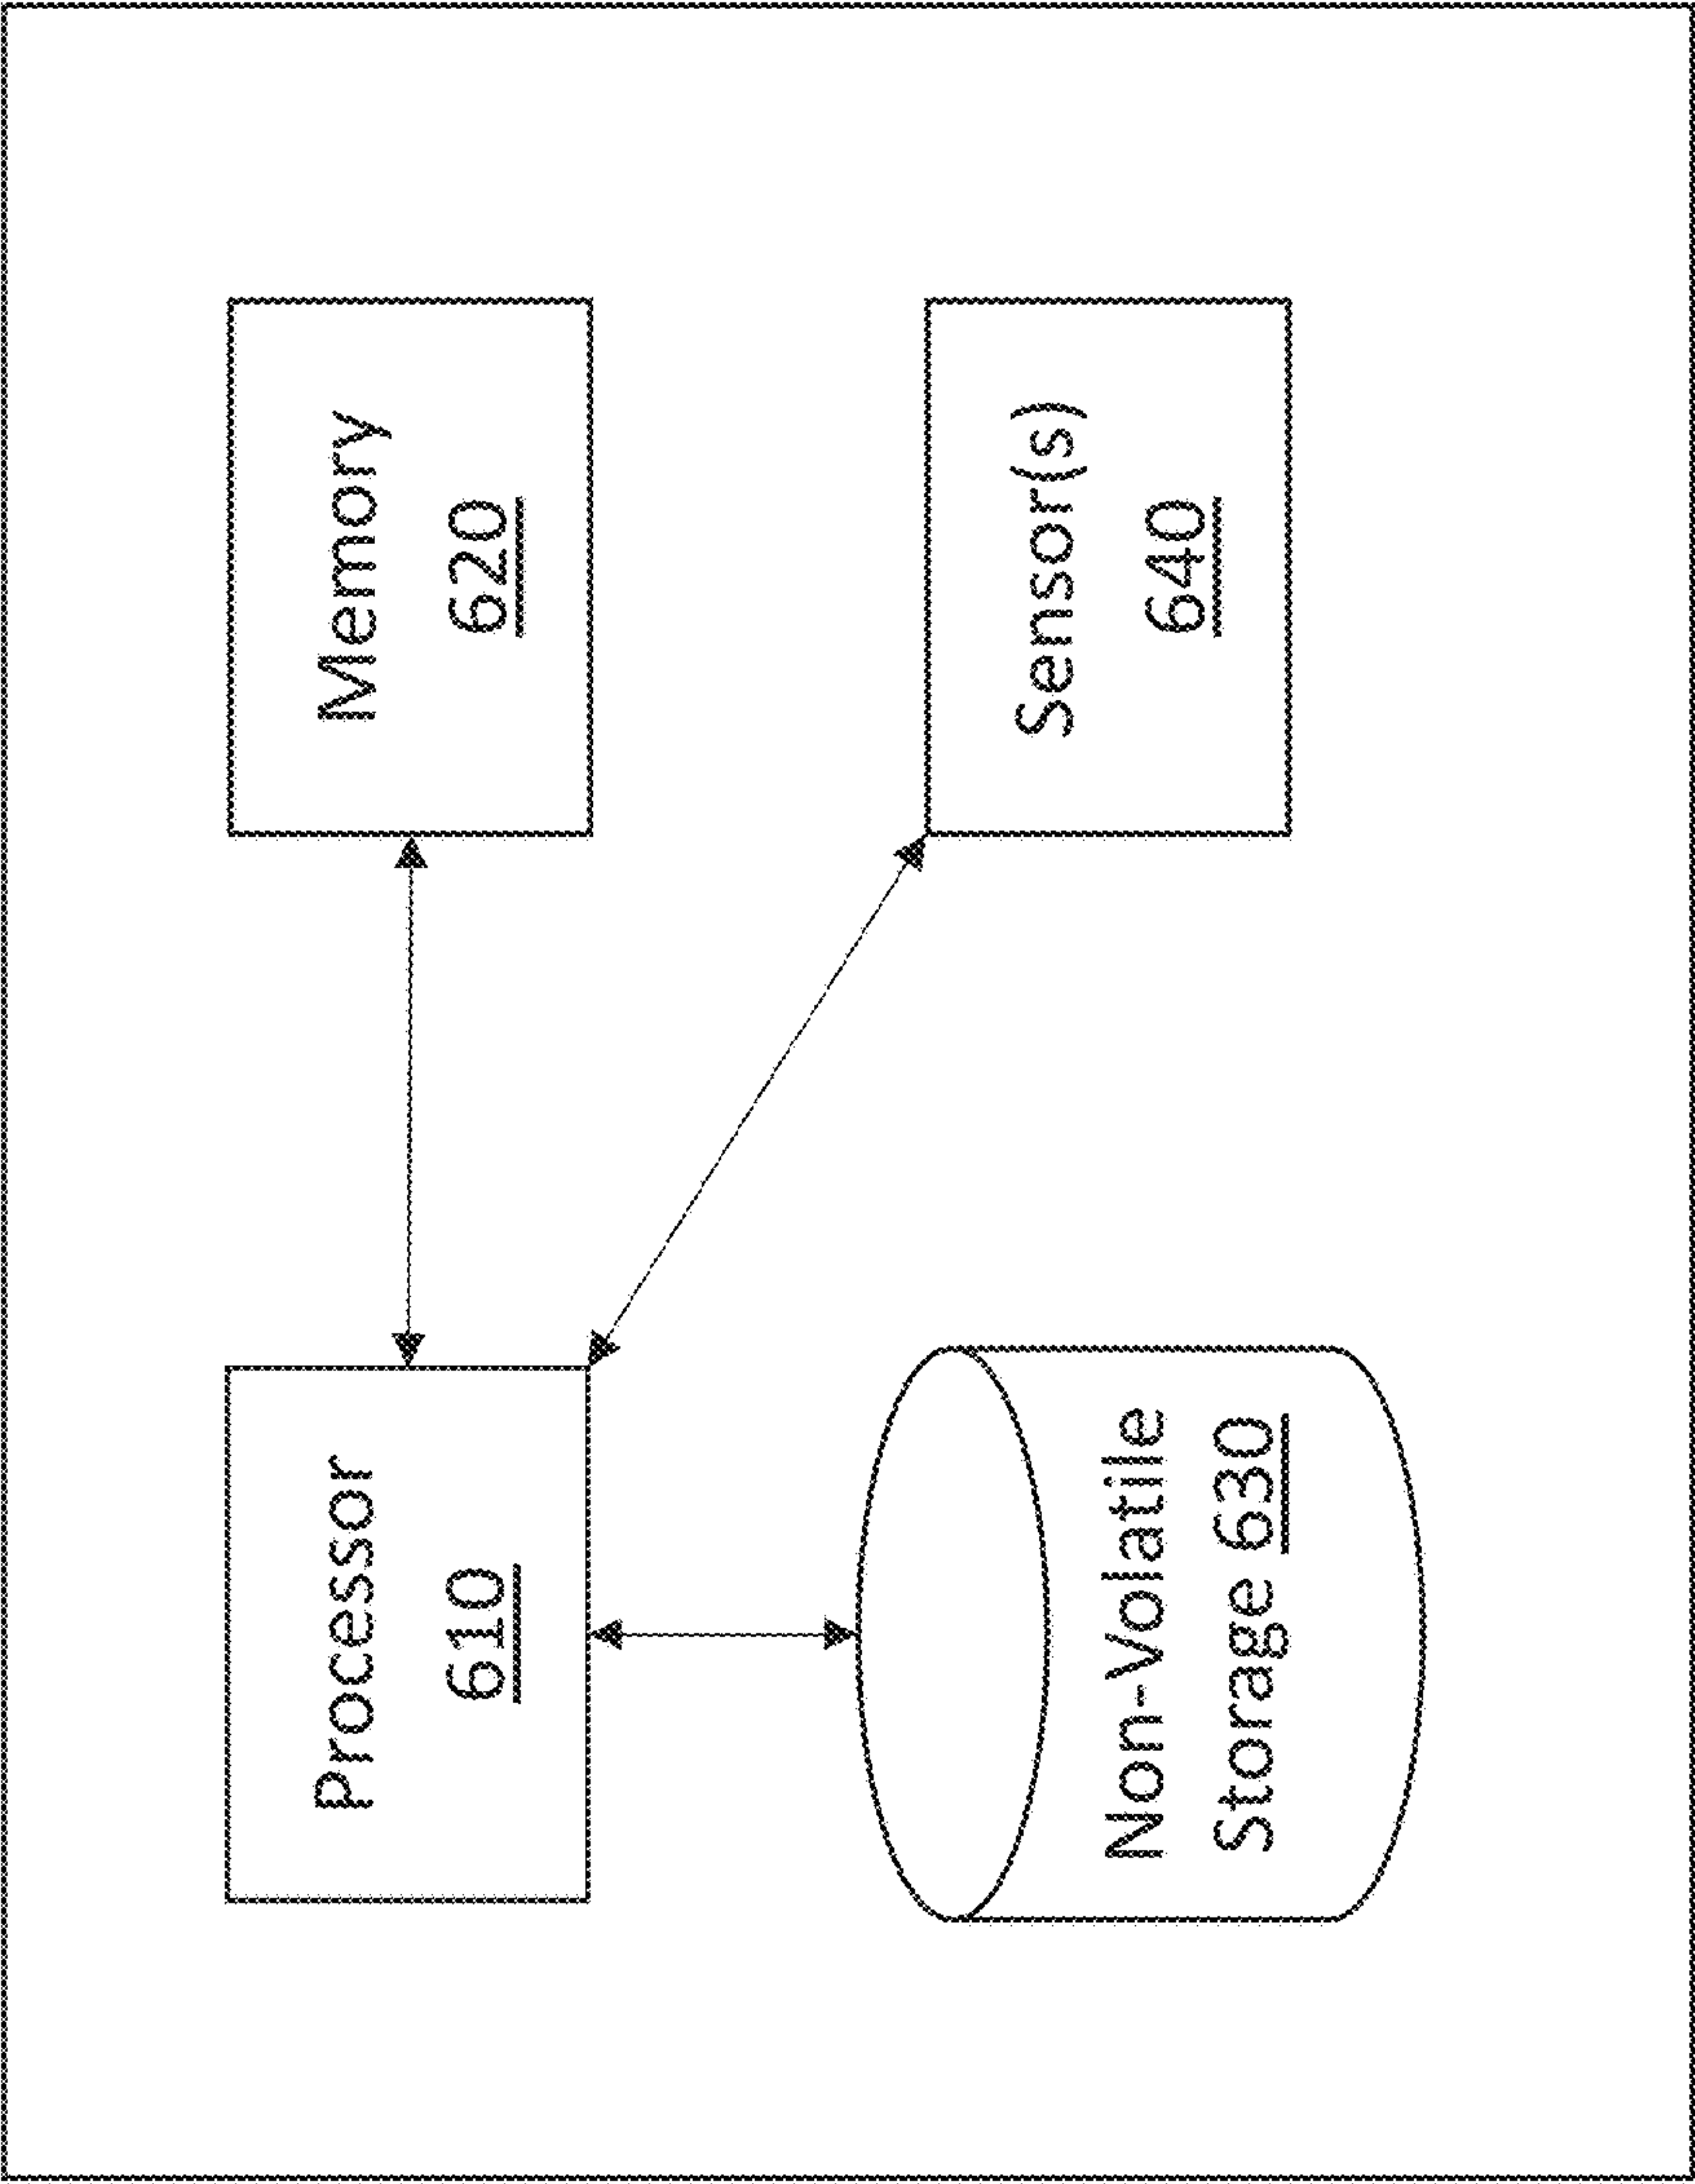 Processor
610
Memory
620
Non-Volatile
Storage 630
Sensor(s)
640